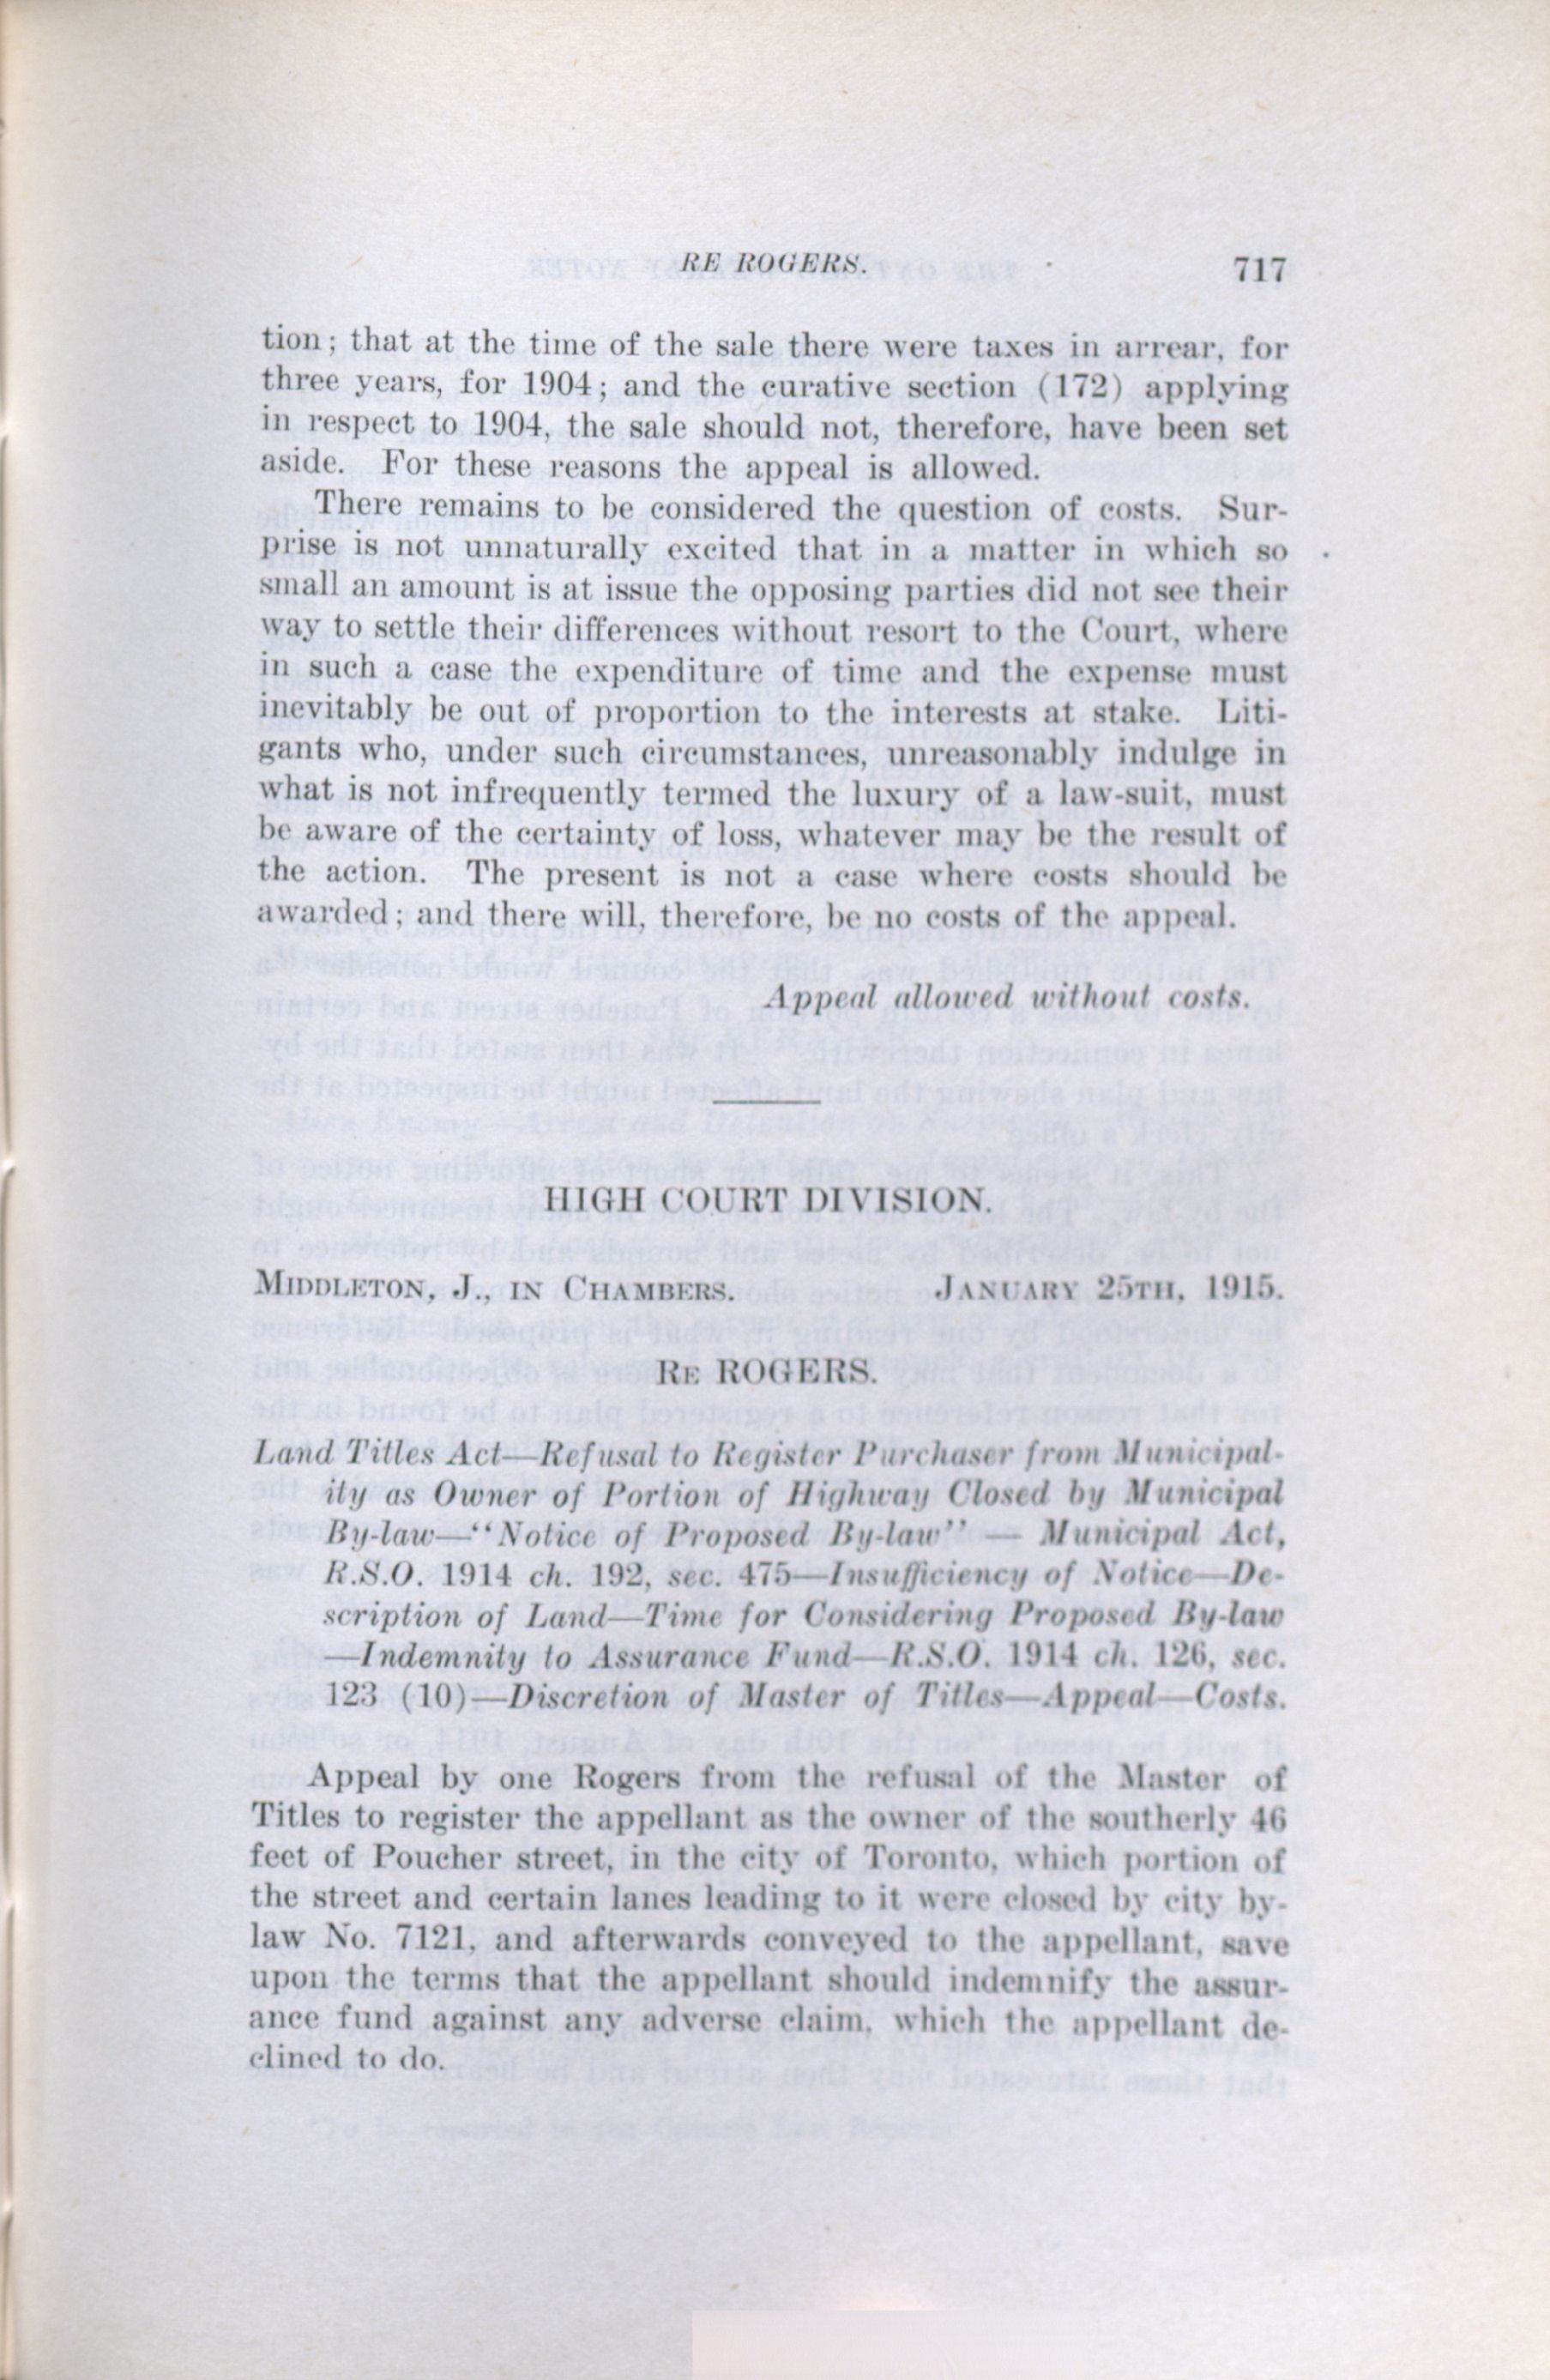 RE ROGERS. 717
tion; that at the time of the sale there were taxes in arrear, for
three years, for 1904; and the curative section (172) applying
in respect to 1904, the sale should not, therefore, have been set
aside. For these reasons the appeal is allowed.
There remains to be considered the question of costs. Sur-
prise is not unnaturally excited that in a matter in which so
small an amount is at issue the opposing parties did not see their
way to settle their differences without resort to the Court, where
in such a case the expenditure of time and the expense must
inevitably be out of proportion to the interests at stake. Liti-
gants who, under such circumstances, unreasonably indulge in
what is not infrequently termed the luxury of a law-suit, must
be aware of the certainty of loss, whatever may be the result of
the action. The present is not a case where costs should be
awarded; and there will, therefore, be no costs of the appeal.
Appeal allowed without costs.
HIGH COURT DIVISION.
MIDDLETON, J., IN CHAMBERS. JANUARY 25TH, 1915.
RE ROGERS.
Land Titles Act—Refusal to Register Purchaser from Municipal-
ity as Owner of Portion of Highway Closed by Municipal
By-law—"Notice of Proposed By-law" — Municipal Act,
R.S.O. 1914 ch. 192, sec. 475—Insufficiency of Notice—De-
scription of Land—Time for Considering Proposed By-law
—Indemnity to Assurance Fund—R.S.O. 1914 ch. 126, sec.
123 (10)—Discretion of Master of Titles—Appeal—Costs.
Appeal by one Rogers from the refusal of the Master of
Titles to register the appellant as the owner of the southerly 46
feet of Poucher street, in the city of Toronto, which portion of
the street and certain lanes leading to it were closed by city by-
law No. 7121, and afterwards conveyed to the appellant, save
upon the terms that the appellant should indemnify the assur-
ance fund against any adverse claim, which the appellant de-
clined to do.